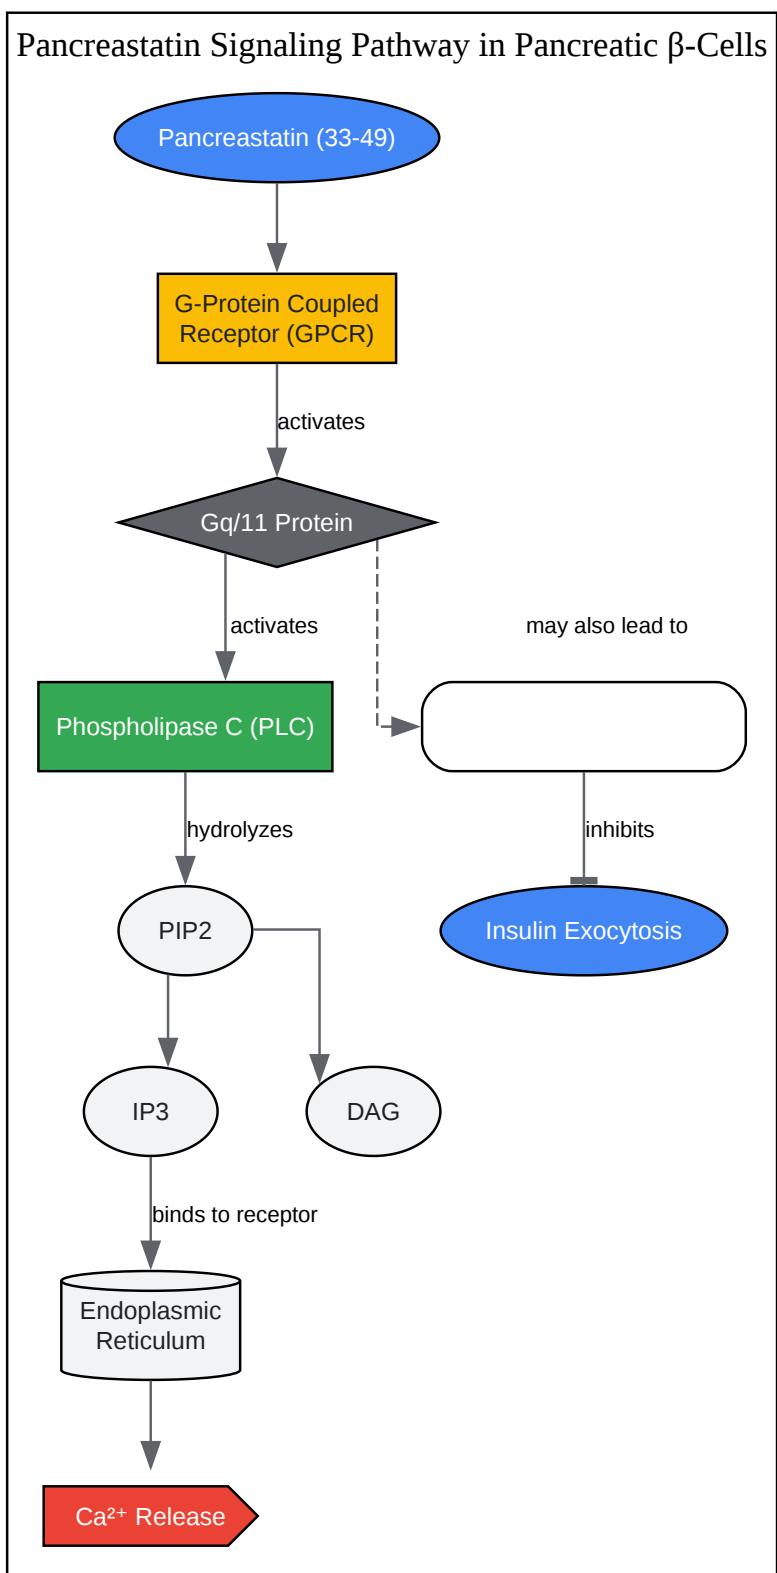 Pancreastatin Signaling Pathway in Pancreatic β-Cells
Pancreastatin (33-49)
G-Protein Coupled
Receptor (GPCR)
activates
Gq/11 Protein
activates
may also lead to
Phospholipase C (PLC)
hydrolyzes
inhibits
PIP2
Insulin Exocytosis
IP3
DAG
binds to receptor
Endoplasmic
Reticulum
Ca²⁺ Release